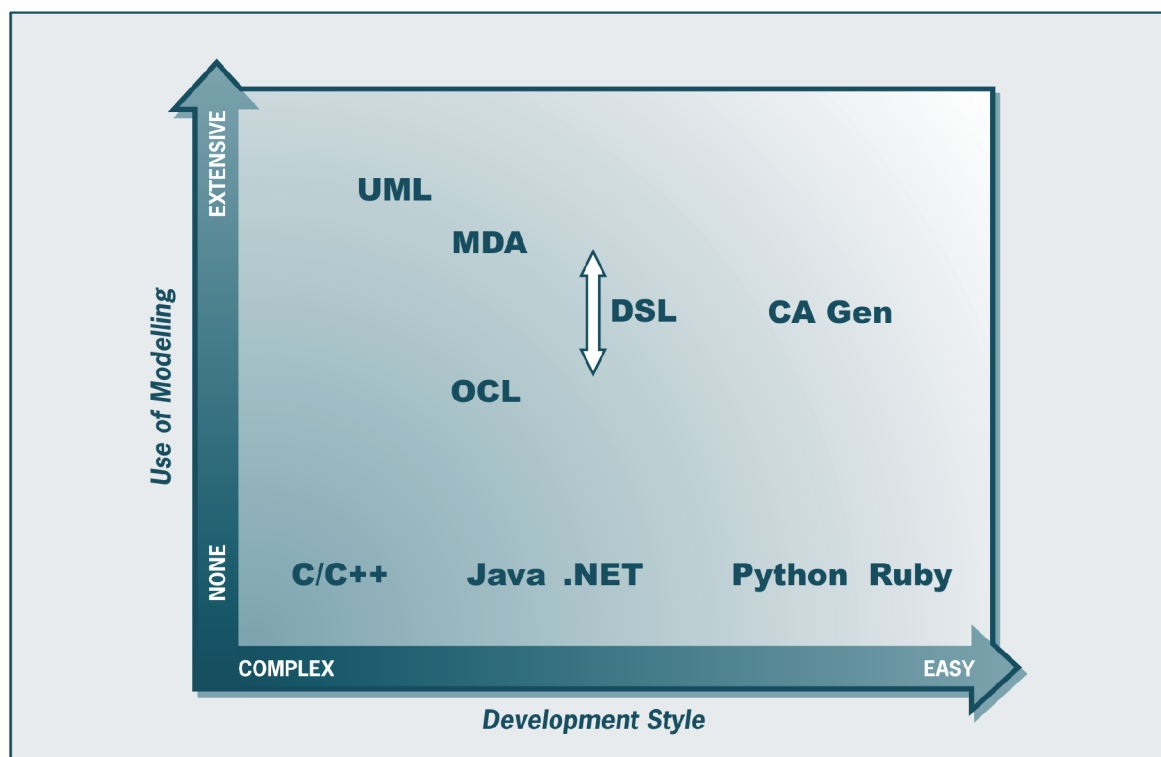 EXTENSIVE
UML
MDA
DSL
CA Gen
Use of Modelling
OCL
NONE
C/C++ Java .NET Python Ruby
COMPLEX EASY
Development Style